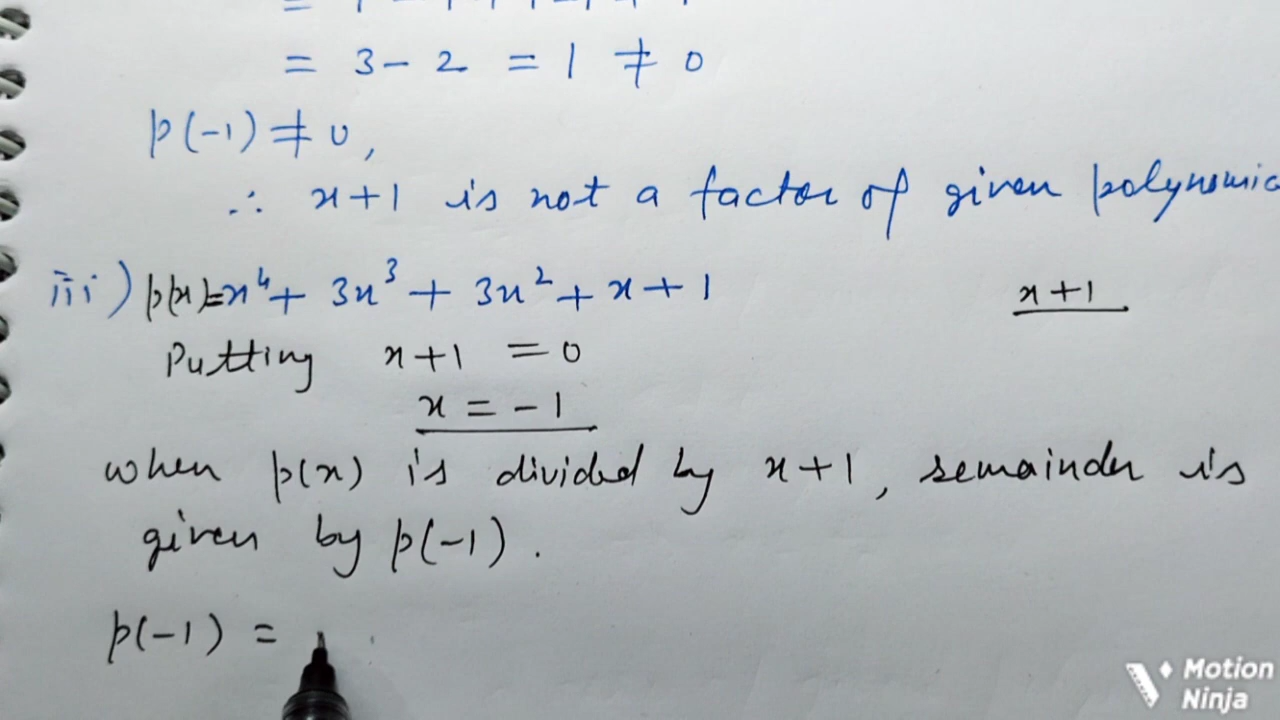 = 3 - 2 = 1 ≠ 0
p(-1) ≠ 0,
∴ x+1 is not a factor of given polynomia
iii) p(x)=x⁴ + 3x³ + 3x² + x + 1
x+1
Putting x+1 = 0
x = -1
when p(x) is divided by x+1, remainder is
given by p(-1).
p(-1) =
Motion
Ninja